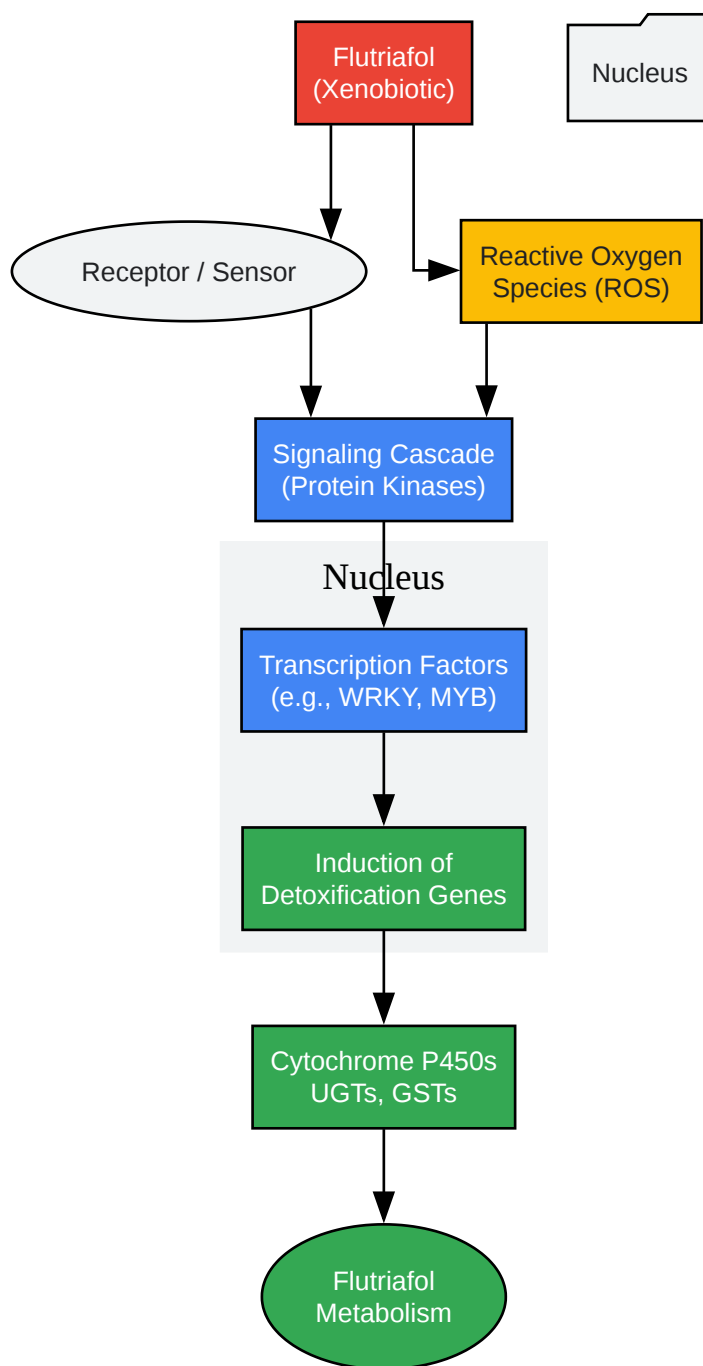 Flutriafol
(Xenobiotic)
Nucleus
Receptor / Sensor
Reactive Oxygen
Species (ROS)
Signaling Cascade
(Protein Kinases)
Nucleus
Transcription Factors
(e.g., WRKY, MYB)
Induction of
Detoxification Genes
Cytochrome P450s
UGTs, GSTs
Flutriafol
Metabolism